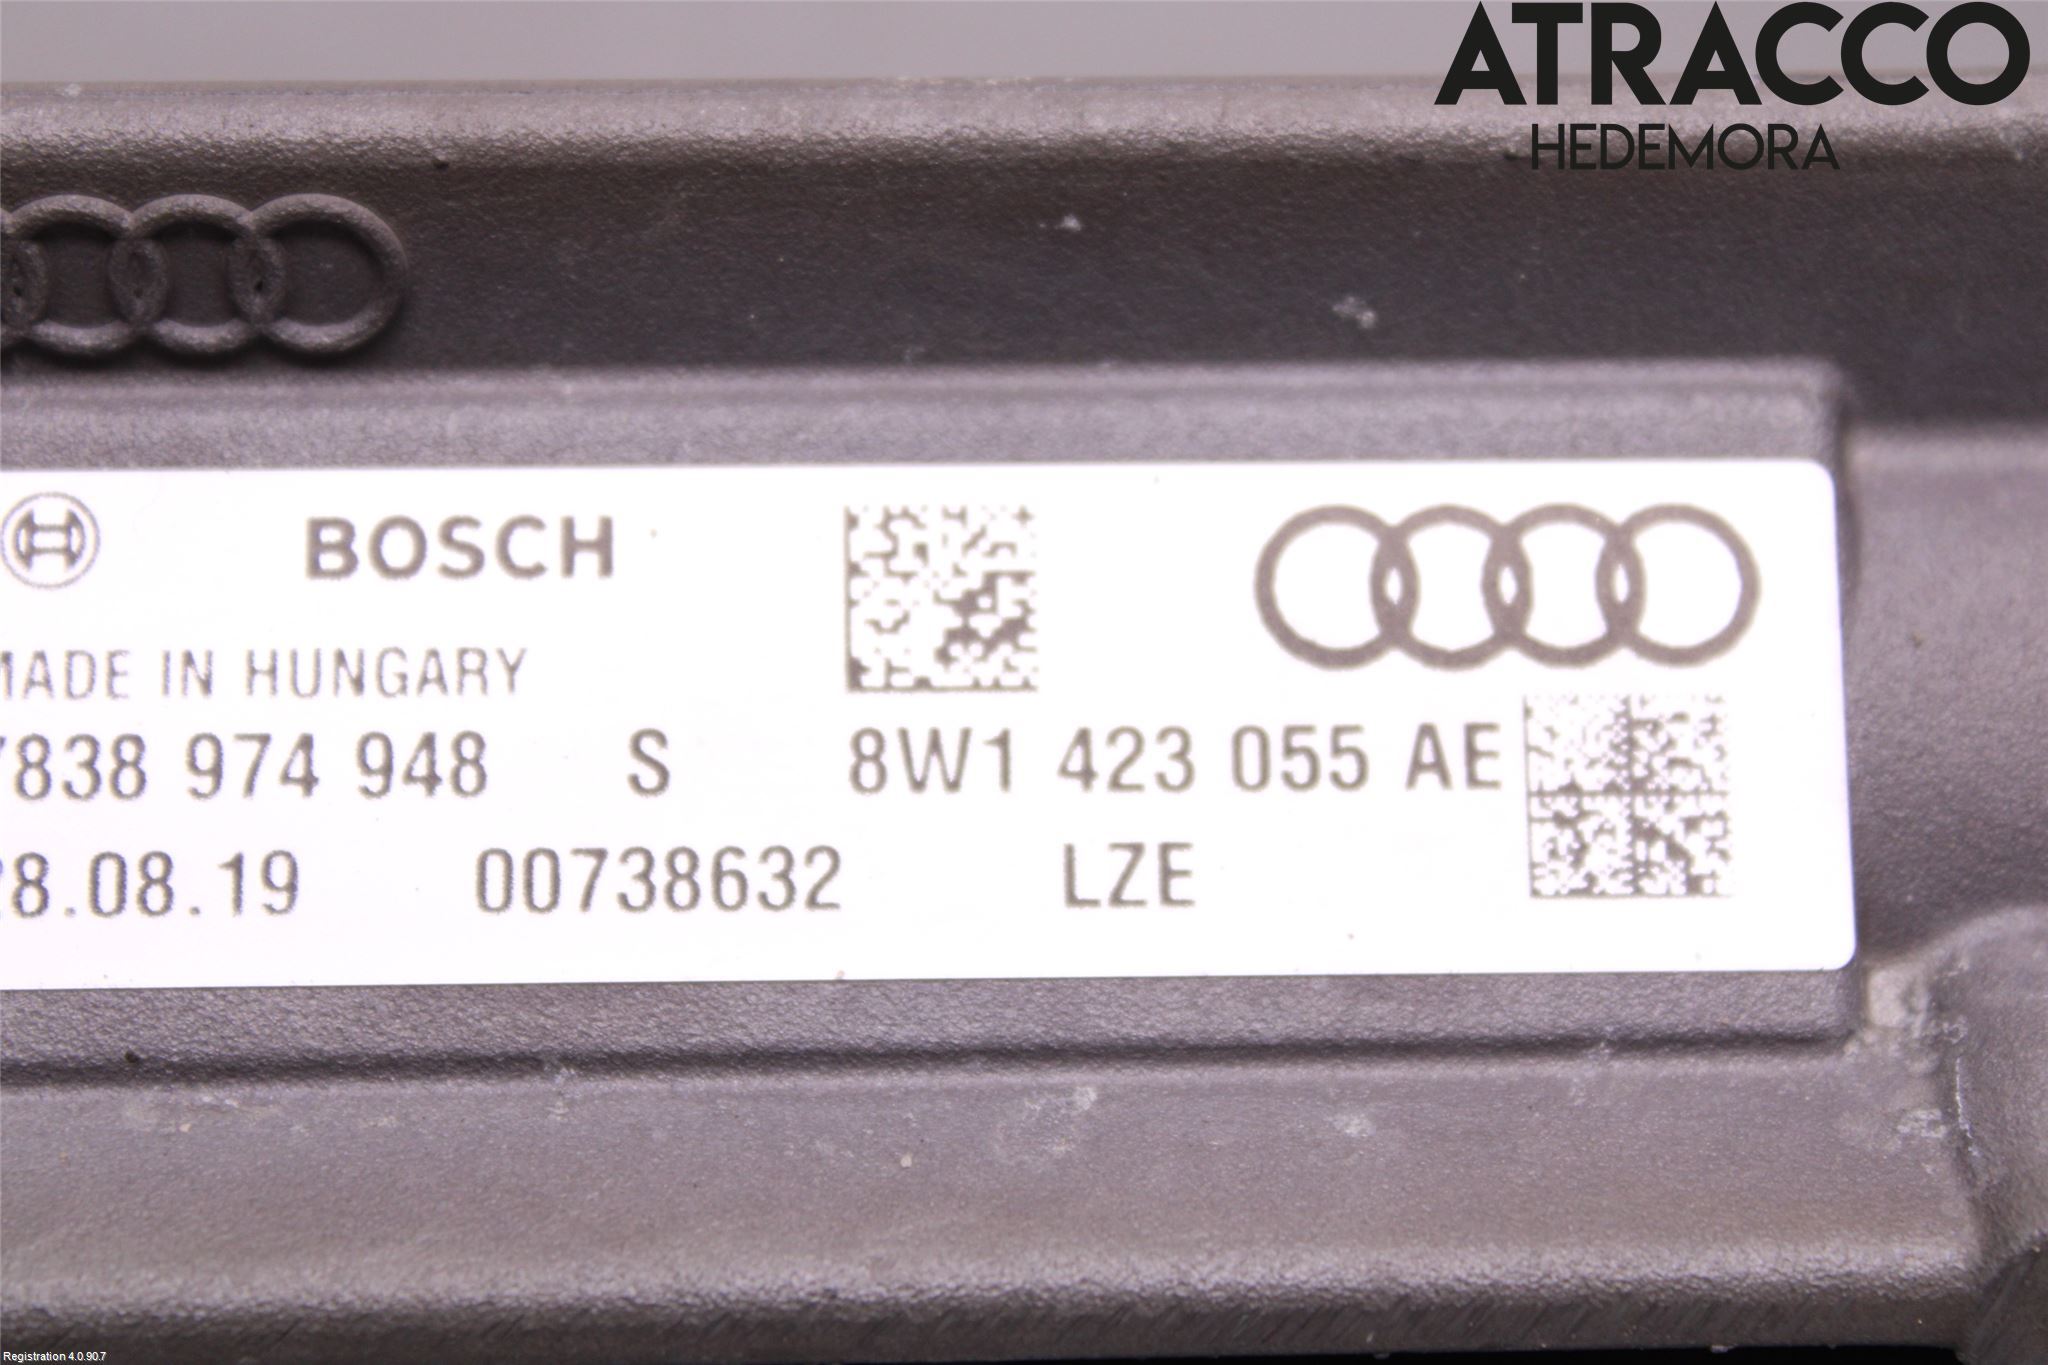 ATRACCO
HEDEMORA
BOSCH
MADE IN HUNGARY
7838 974 948 S 8W1 423 055 AE
28.08.19 00738632 LZE
Registration 4.0.90.7